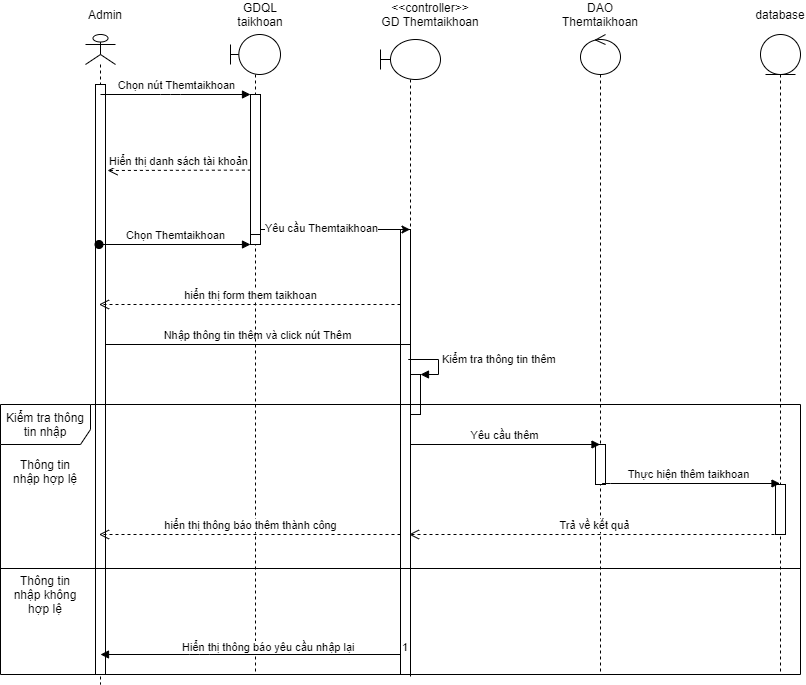 Admin
GDQL
taikhoan
<<controller>>
GD Themtaikhoan
DAO
Themtaikhoan
database
Chọn nút Themtaikhoan
Hiển thị danh sách tài khoản
Yêu cầu Themtaikhoan
Chọn Themtaikhoan
hiển thị form them taikhoan
Nhập thông tin thêm và click nút Thêm
Kiểm tra thông tin thêm
Kiểm tra thông
tin nhập
Yêu cầu thêm
Thông tin
nhập hợp lệ
Thực hiện thêm taikhoan
hiển thị thông báo thêm thành công
Trả về kết quả
Thông tin
nhập không
hợp lệ
Hiển thị thông báo yêu cầu nhập lại
1